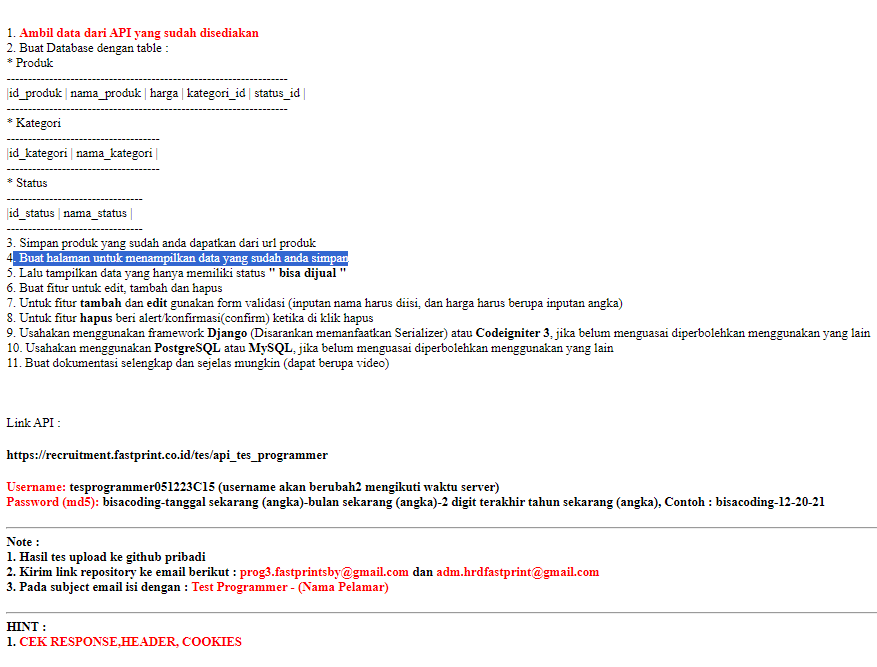 1. Ambil data dari API yang sudah disediakan
2. Buat Database dengan table :
* Produk
------------------------------------------------------------------
|id_produk | nama_produk | harga | kategori_id | status_id |
------------------------------------------------------------------
* Kategori
------------------------------------
|id_kategori | nama_kategori |
------------------------------------
* Status
--------------------------------
|id_status | nama_status |
--------------------------------
3. Simpan produk yang sudah anda dapatkan dari url produk
4. Buat halaman untuk menampilkan data yang sudah anda simpan
5. Lalu tampilkan data yang hanya memiliki status " bisa dijual "
6. Buat fitur untuk edit, tambah dan hapus
7. Untuk fitur tambah dan edit gunakan form validasi (inputan nama harus diisi, dan harga harus berupa inputan angka)
8. Untuk fitur hapus beri alert/konfirmasi(confirm) ketika di klik hapus
9. Usahakan menggunakan framework Django (Disarankan memanfaatkan Serializer) atau Codeigniter 3, jika belum menguasai diperbolehkan menggunakan yang lain
10. Usahakan menggunakan PostgreSQL atau MySQL, jika belum menguasai diperbolehkan menggunakan yang lain
11. Buat dokumentasi selengkap dan sejelas mungkin (dapat berupa video)
Link API :
https://recruitment.fastprint.co.id/tes/api_tes_programmer
Username: tesprogrammer051223C15 (username akan berubah2 mengikuti waktu server)
Password (md5): bisacoding-tanggal sekarang (angka)-bulan sekarang (angka)-2 digit terakhir tahun sekarang (angka), Contoh : bisacoding-12-20-21
Note :
1. Hasil tes upload ke github pribadi
2. Kirim link repository ke email berikut : prog3.fastprintsby@gmail.com dan adm.hrdfastprint@gmail.com
3. Pada subject email isi dengan : Test Programmer - (Nama Pelamar)
HINT :
1. CEK RESPONSE,HEADER, COOKIES